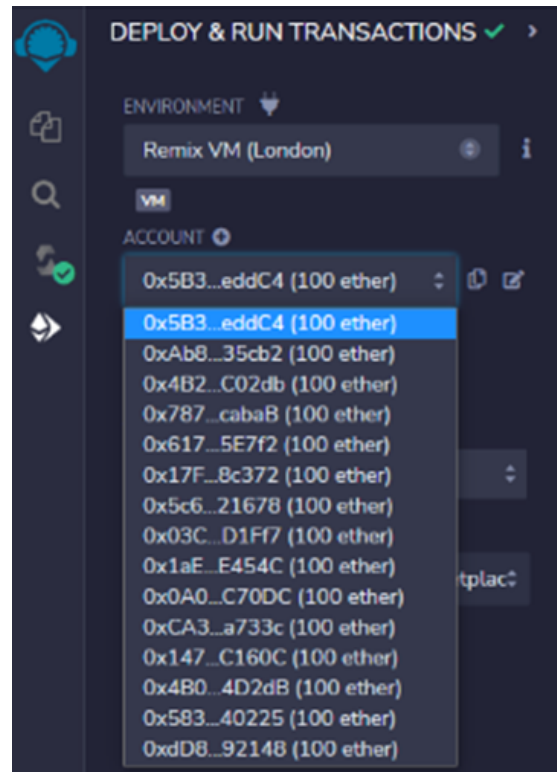 DEPLOY & RUN TRANSACTIONS
ENVIRONMENT
Remix VM (London)
VM
ACCOUNT
0x5B3...eddC4 (100 ether)
0x5B3...eddC4 (100 ether)
0xAb8...35cb2 (100 ether)
0x4B2...C02db (100 ether)
0x787...cabaB (100 ether)
0x617...5E7f2 (100 ether)
0x17F...8c372 (100 ether)
0x5c6...21678 (100 ether)
0x03C...D1Ff7 (100 ether)
0x1aE...E454C (100 ether)
0x0A0...C70DC (100 ether)
tplac
0xCA3...a733c (100 ether)
0x147...C160C (100 ether)
0x4B0...4D2dB (100 ether)
0x583...40225 (100 ether)
0xdD8...92148 (100 ether)